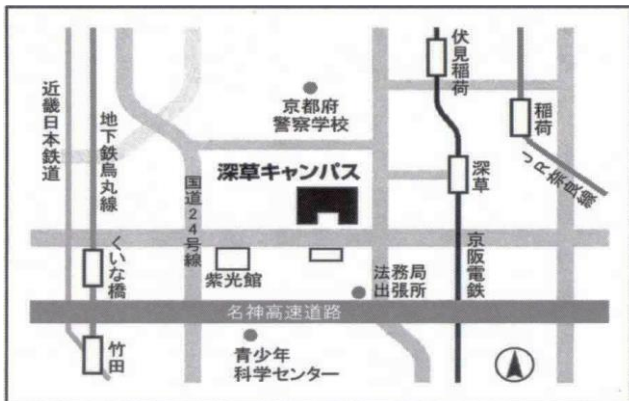 近畿日本鉄道
地下鉄烏丸線
くいな橋
竹田
国道24号線
京都府
警察学校
深草キャンパス
紫光館
法務局
出張所
名神高速道路
青少年
科学センター
伏見稲荷
深草
京阪電鉄
稲荷
JR奈良線